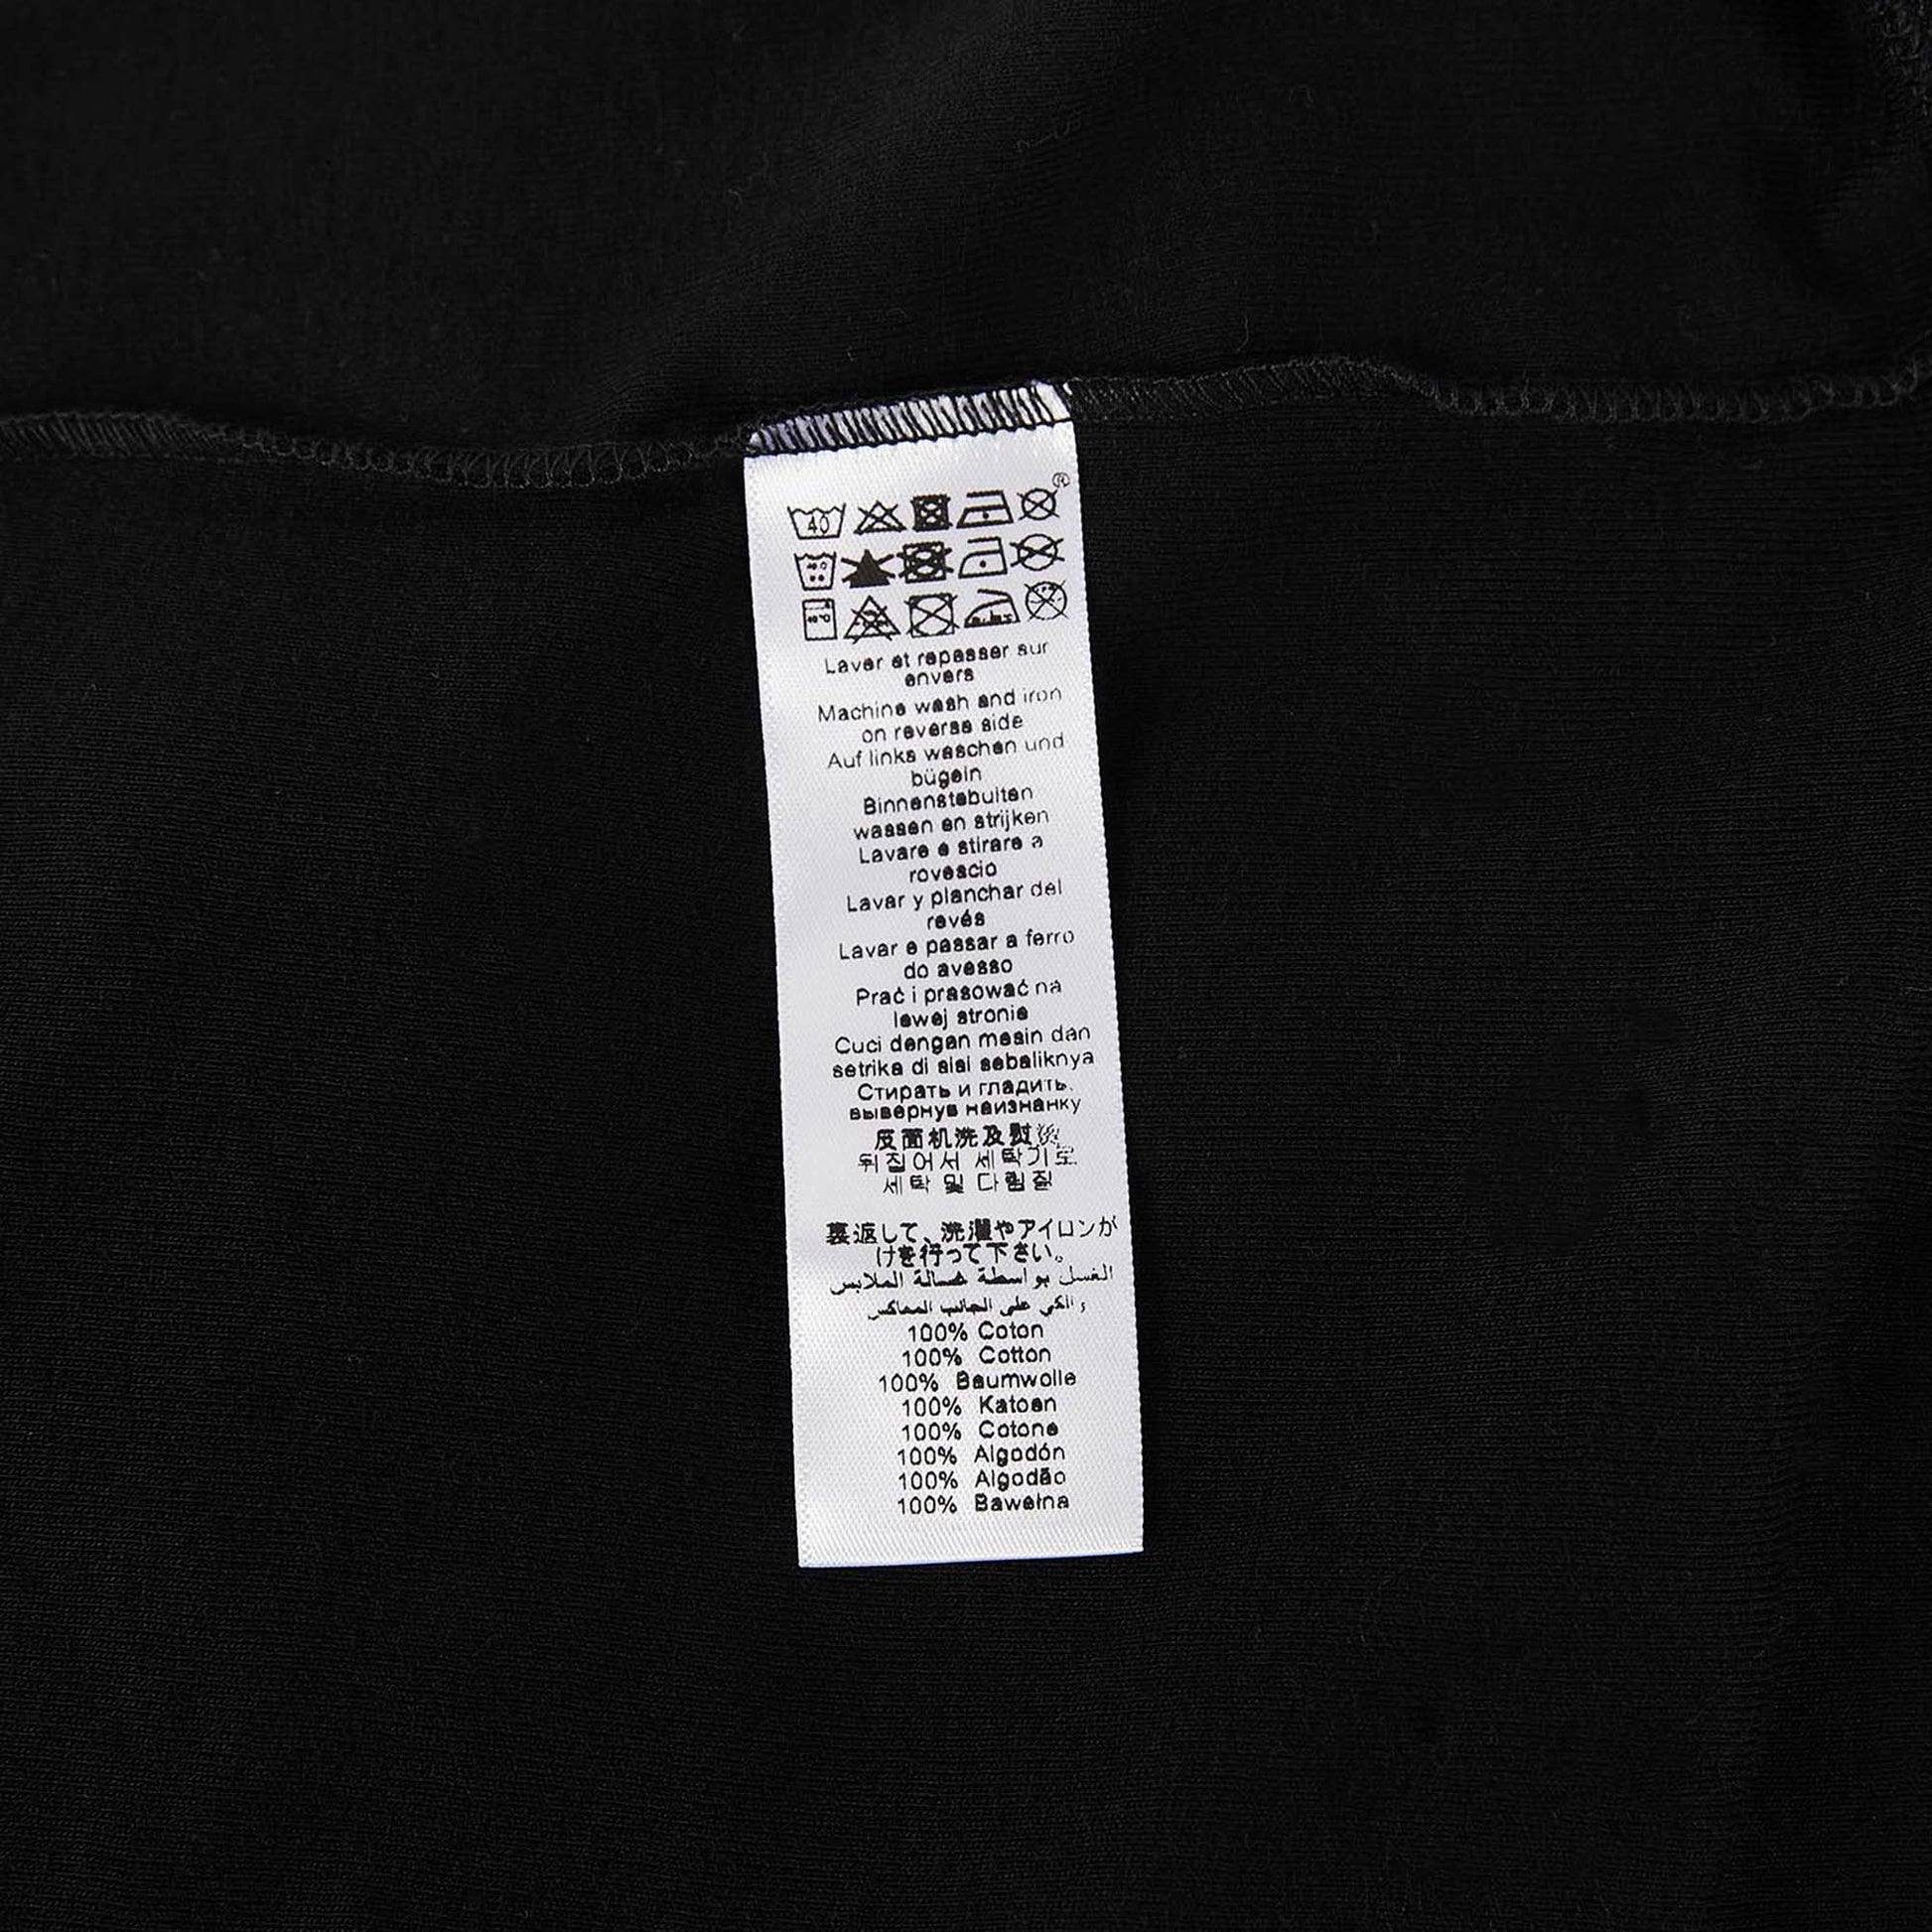 40
®
Laver et repasser sur
envers
Machine wash and iron
on reverse side
Auf links waschen und
bügeln
Binnenstebuiten
wassen en strijken
Lavare e stirare a
rovescio
Lavar y planchar del
revés
Lavar e passar a ferro
do avesso
Prać i prasować na
lewej stronie
Cuci dengan mesin dan
setrika di sisi sebaliknya
Стирать и гладить,
вывернув наизнанку
反面机洗及熨烫
뒤집어서 세탁기로
세탁 및 다림질
裏返して、洗濯やアイロンが
けを行って下さい。
الغسل بواسطة غسالة الملابس
و الكي على الجانب المعاكس
100% Coton
100% Cotton
100% Baumwolle
100% Katoen
100% Cotone
100% Algodón
100% Algodão
100% Bawełna